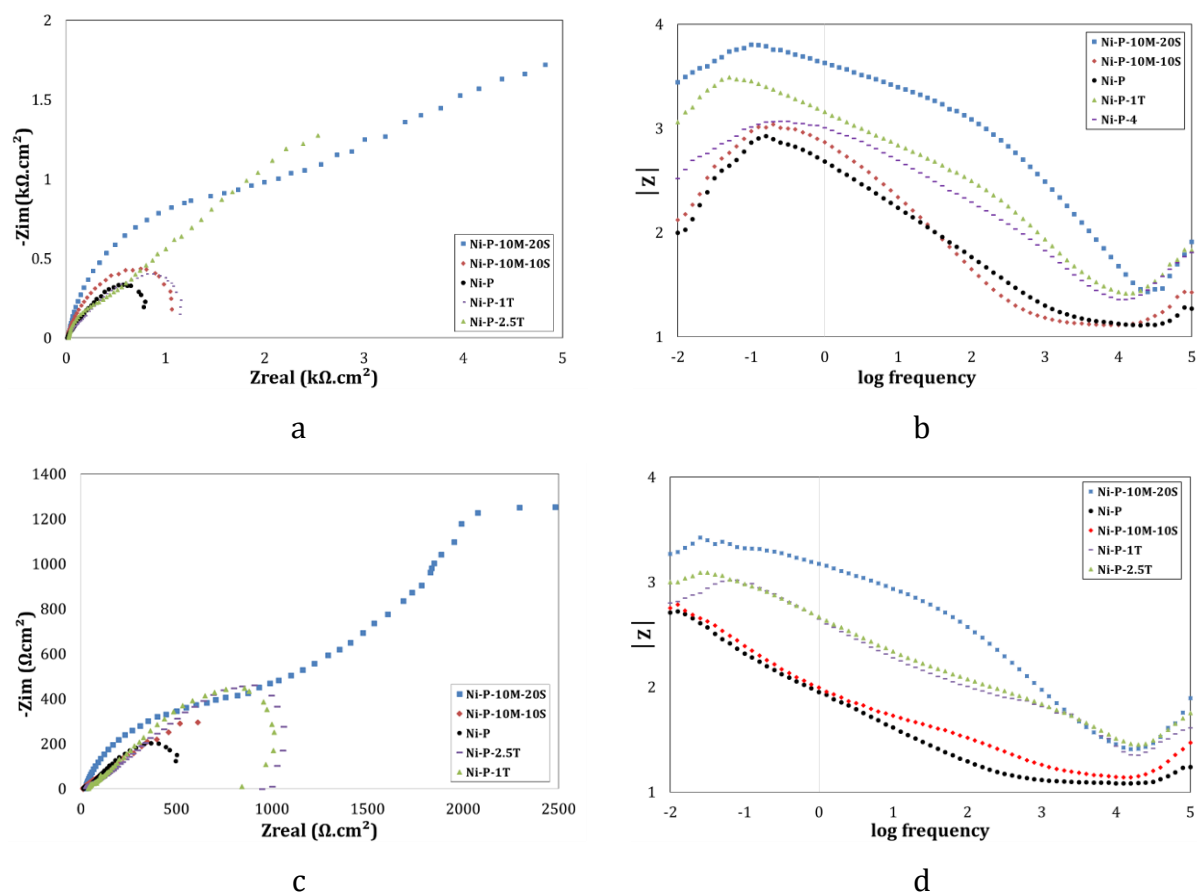 2
1.5
1
0.5
0
-Zim(kΩ.cm²)
0 1 2 3 4 5
Zreal (kΩ.cm²)
Ni-P-10M-20S
Ni-P-10M-10S
Ni-P
Ni-P-1T
Ni-P-2.5T
a
4
3
2
1
|z|
-2 -1 0 1 2 3 4 5
log frequency
Ni-P-10M-20S
Ni-P-10M-10S
Ni-P
Ni-P-1T
Ni-P-4
b
1400
1200
1000
800
600
400
200
0
-Zim (Ωcm²)
0 500 1000 1500 2000 2500
Zreal (Ω.cm²)
Ni-P-10M-20S
Ni-P-10M-10S
Ni-P
Ni-P-2.5T
Ni-P-1T
c
4
3
2
1
|z|
-2 -1 0 1 2 3 4 5
log frequency
Ni-P-10M-20S
Ni-P
Ni-P-10M-10S
Ni-P-1T
Ni-P-2.5T
d